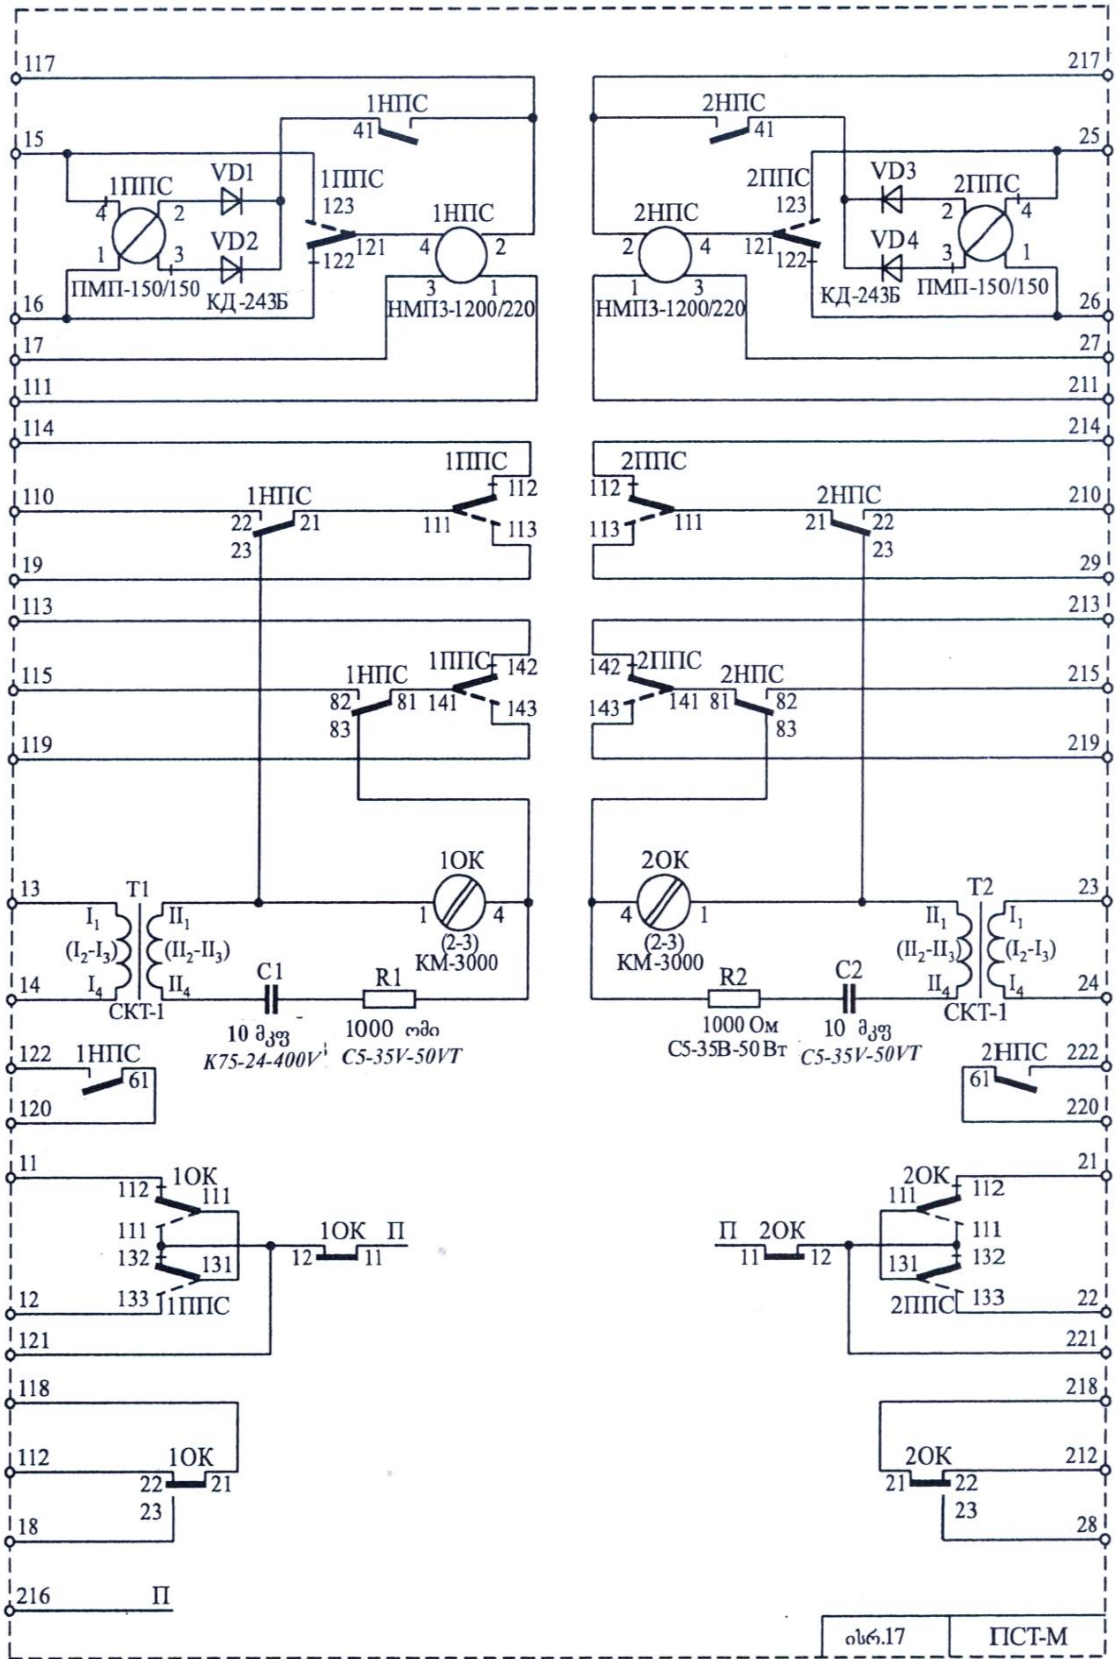 117 217
1НПС 2НПС
41 41
15 25
1ППС VD1 1ППС 2ППС VD3 2ППС
4 2 123 1НПС 2НПС 123 2 4
121 4 2 2 4 121
1 3 VD2 122 3 1 1 3 122 VD4 3 1
ПМП-150/150 КД-243Б НМПЗ-1200/220 НМПЗ-1200/220 КД-243Б ПМП-150/150
16 26
17 27
111 211
114 214
1ППС 2ППС
112 112
110 1НПС 2НПС 210
22 21 111 113 113 111 21 22
23 23
19 29
113 213
1ППС 142 142 2ППС
115 1НПС 2НПС 215
82 81 141 143 143 141 81 82
83 83
119 219
1ОК 2ОК
13 T1 T2 23
I1 II1 1 4 4 1 II1 I1
(I2-I3) (II2-II3) (2-3) (2-3) (II2-II3) (I2-I3)
КМ-3000 КМ-3000
14 I4 II4 C1 R1 R2 C2 II4 I4 24
СКТ-1 СКТ-1
10 მკფ 1000 ომი 1000 Ом 10 მკფ
K75-24-400V C5-35V-50VT С5-35В-50Вт C5-35V-50VT
122 1НПС 2НПС 222
61 61
120 220
11 21
1ОК 2ОК
112 111 111 112
111 1ОК П П 2ОК 111
132 131 12 11 11 12 131 132
133 1ППС 2ППС 133
12 22
121 221
118 218
112 1ОК 2ОК 212
22 21 21 22
23 23
18 28
216 П
ისრ.17 ПСТ-М